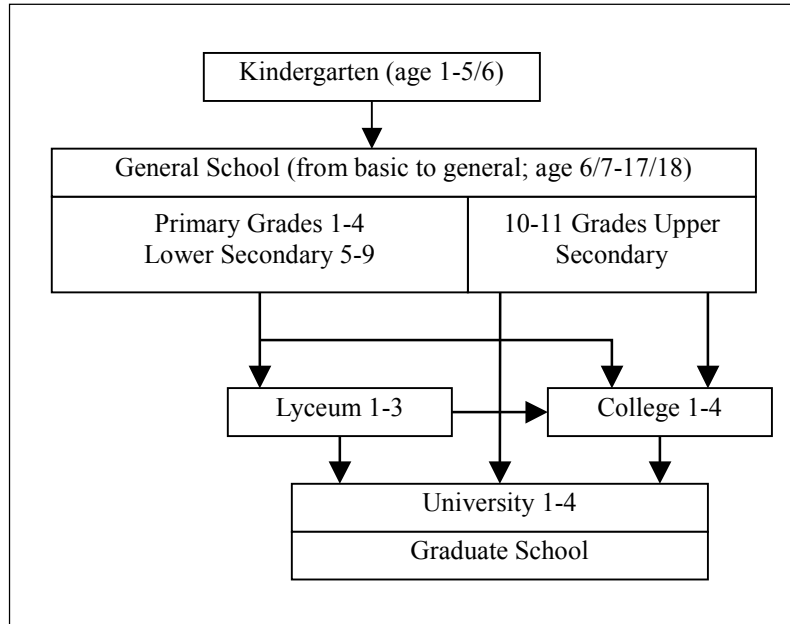 Kindergarten (age 1-5/6)
General School (from basic to general; age 6/7-17/18)
Primary Grades 1-4
Lower Secondary 5-9
10-11 Grades Upper
Secondary
Lyceum 1-3
College 1-4
University 1-4
Graduate School